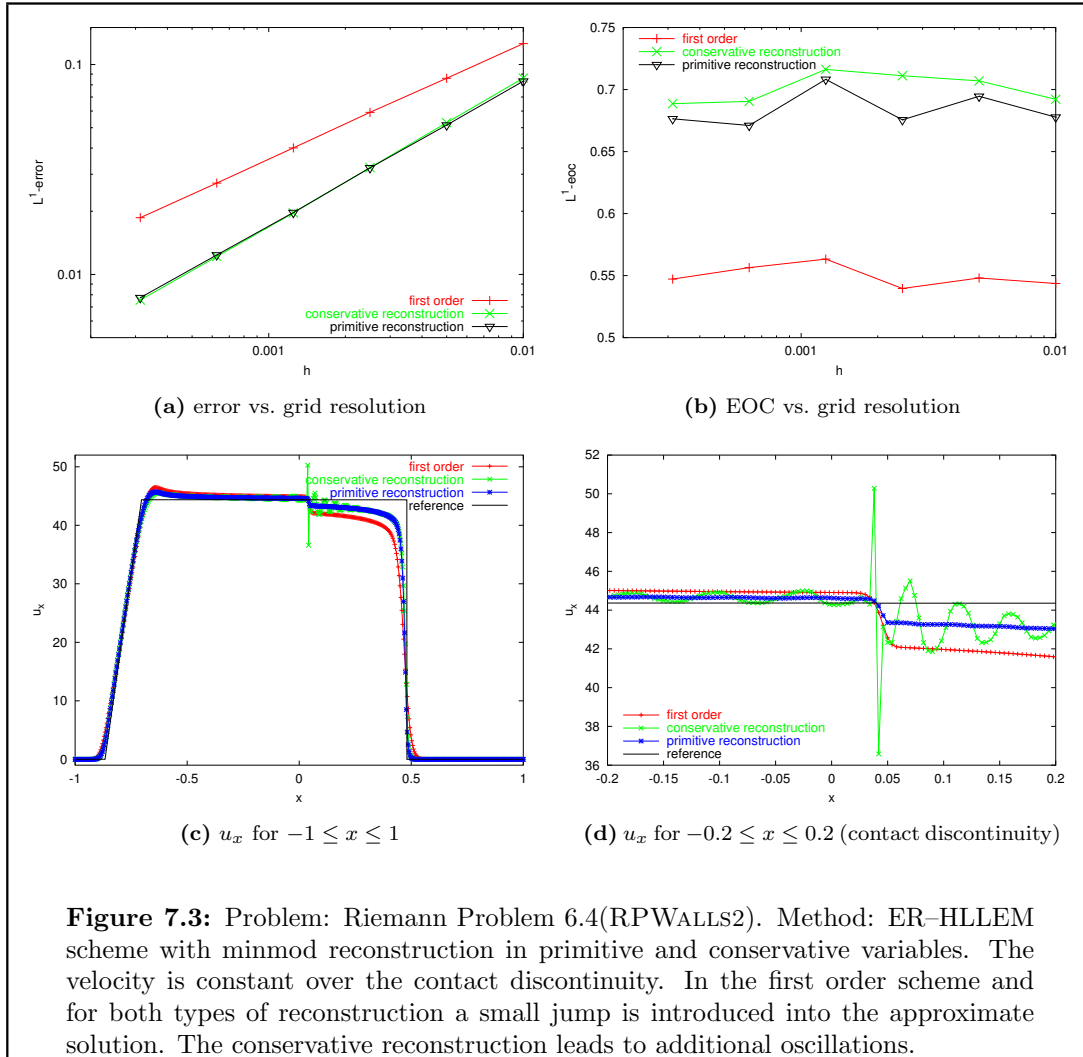 first order
conservative reconstruction
primitive reconstruction
0.1
0.01
L¹-error
0.001
0.01
h
(a) error vs. grid resolution
first order
conservative reconstruction
primitive reconstruction
0.75
0.7
0.65
0.6
0.55
0.5
L¹-eoc
0.001
0.01
h
(b) EOC vs. grid resolution
first order
conservative reconstruction
primitive reconstruction
reference
50
40
30
20
10
0
u_x
-1
-0.5
0
0.5
1
x
(c) u_x for −1 ≤ x ≤ 1
52
50
48
46
44
42
40
38
36
u_x
first order
conservative reconstruction
primitive reconstruction
reference
-0.2
-0.15
-0.1
-0.05
0
0.05
0.1
0.15
0.2
x
(d) u_x for −0.2 ≤ x ≤ 0.2 (contact discontinuity)
Figure 7.3: Problem: Riemann Problem 6.4(RPWALLS2). Method: ER–HLLEM
scheme with minmod reconstruction in primitive and conservative variables. The
velocity is constant over the contact discontinuity. In the first order scheme and
for both types of reconstruction a small jump is introduced into the approximate
solution. The conservative reconstruction leads to additional oscillations.